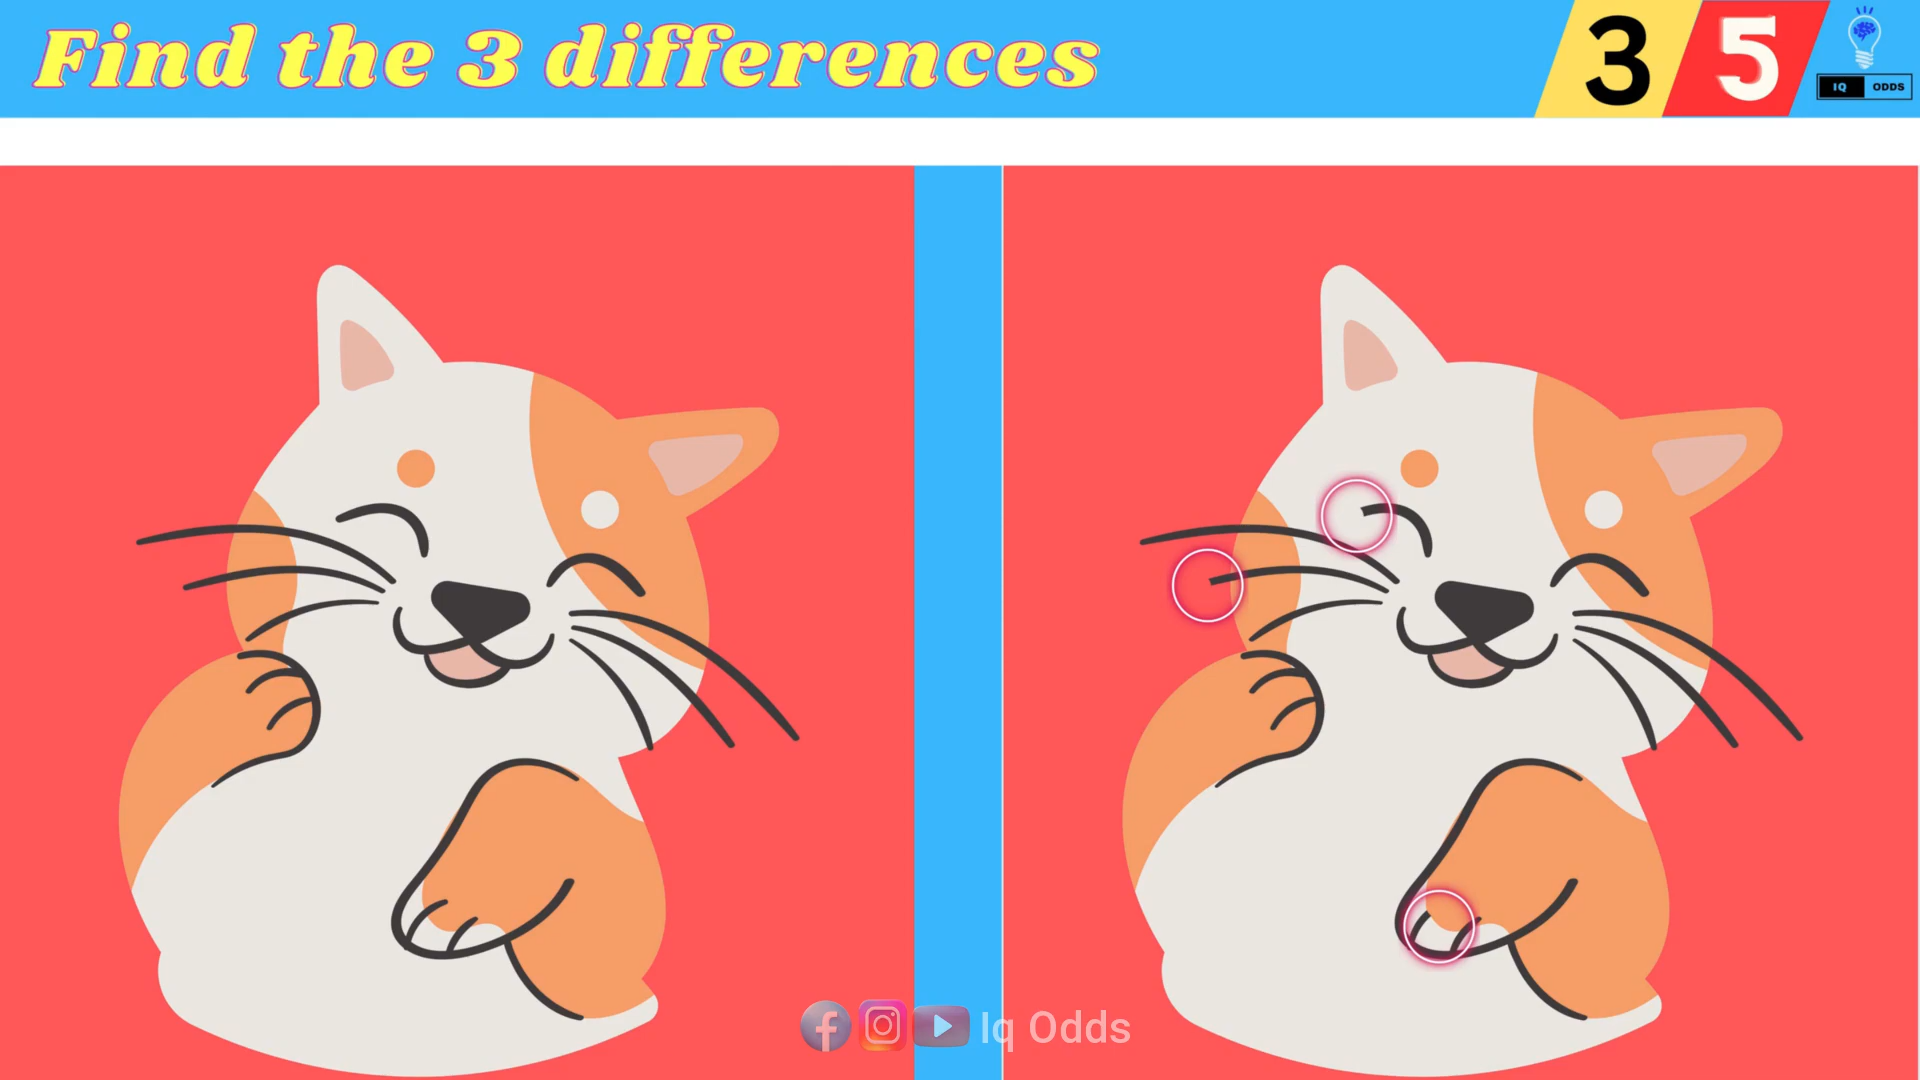 Find the 3 differences
3 5
IQ ODDS
Iq Odds